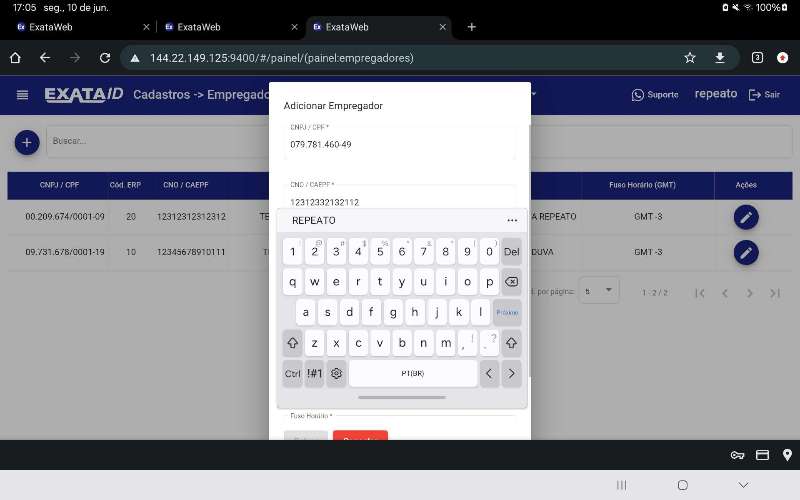 17:05 seg., 10 de jun.
100%
ExataWeb
ExataWeb
ExataWeb
144.22.149.125:9400/#/painel/(painel:empregadores)
3
EXATA ID
Cadastros -> Empregado
Suporte
repeato
Sair
Adicionar Empregador
CNPJ / CPF *
079.781.460-49
CNO / CAEPF *
12312332132112
Buscar...
CNPJ / CPF Cód. ERP CNO / CAEPF Fuso Horário (GMT) Ações
00.209.674/0001-09 20 12312312312312 TE A REPEATO GMT -3
09.731.678/0001-19 10 12345678910111 DUVA GMT -3
por página: 5 1 - 2 / 2
REPEATO
1 2 3 4 5 6 7 8 9 0 Del
q w e r t y u i o p
a s d f g h j k l Próximo
z x c v b n m , ! . ?
Ctrl !#1 PT(BR) < >
Fuso Horário *